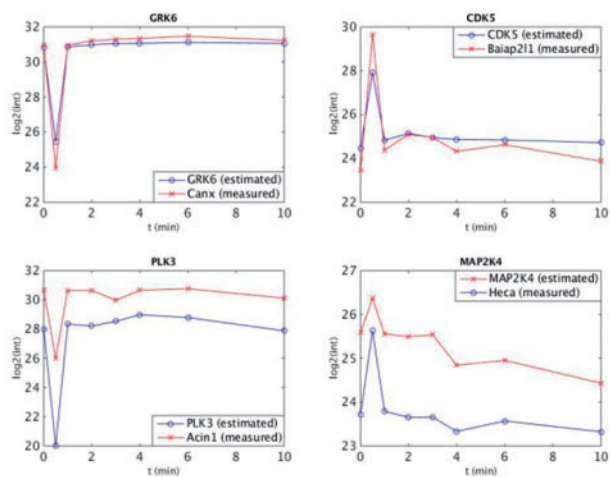 GRK6
32
30
28
26
24
22
0
2
4
6
8
10
log2(int)
t (min)
GRK6 (estimated)
Canx (measured)
CDK5
30
28
26
24
22
0
2
4
6
8
10
log2(int)
t (min)
CDK5 (estimated)
Baiap2l1 (measured)
PLK3
32
30
28
26
24
22
20
0
2
4
6
8
10
log2(int)
t (min)
PLK3 (estimated)
Acin1 (measured)
MAP2K4
27
26
25
24
23
0
2
4
6
8
10
log2(int)
t (min)
MAP2K4 (estimated)
Heca (measured)